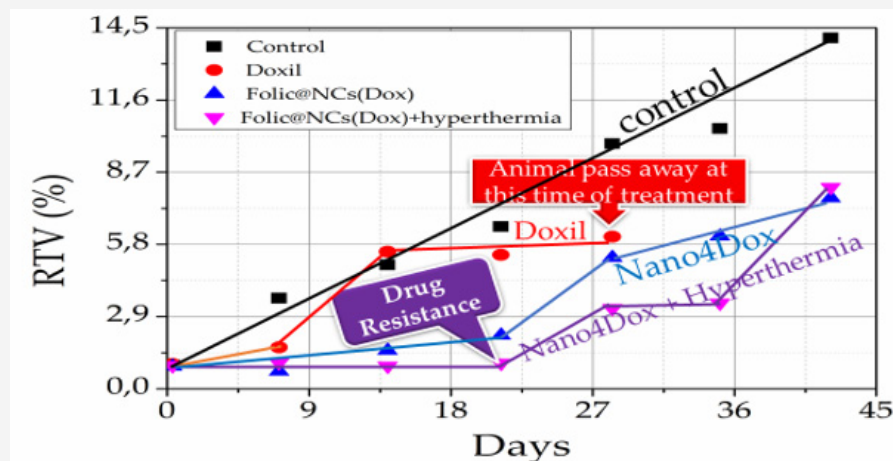 14,5
11,6
8,7
5,8
2,9
0,0
RTV (%)
Control
Doxil
Folic@NCs(Dox)
Folic@NCs(Dox)+hyperthermia
control
Animal pass away at
this time of treatment
Doxil
Nano4Dox
Drug
Resistance
Nano4Dox + Hyperthermia
0 9 18 27 36 45
Days